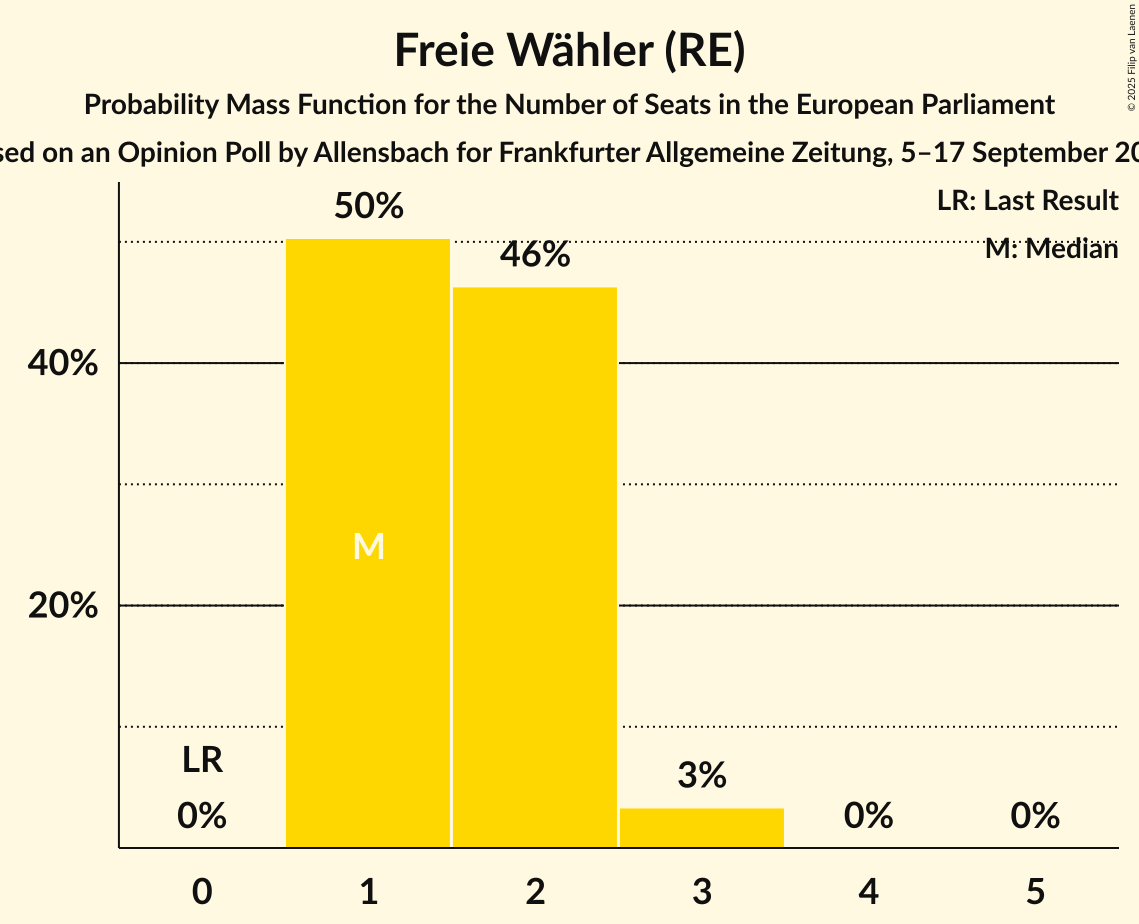 Freie Wähler (RE)
Probability Mass Function for the Number of Seats in the European Parliament
on an Opinion Poll by Allensbach for Frankfurter Allgemeine Zeitung, 5–17 September
© 2025 Filip van Laenen
LR: Last Result
M: Median
50%
46%
40%
20%
M
LR
0%
3%
0%
0%
0 1 2 3 4 5